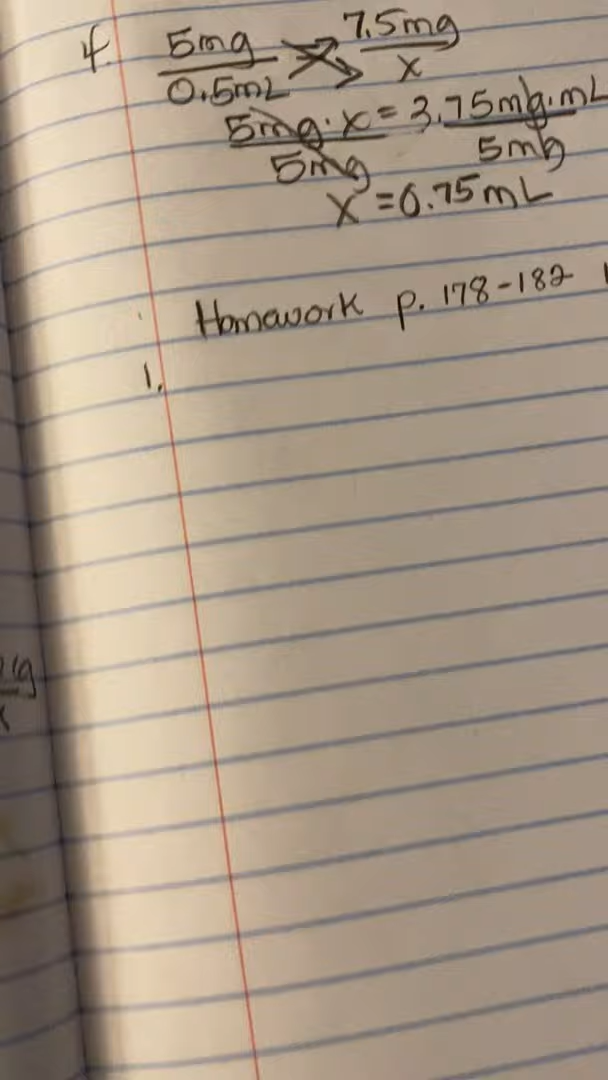 4. 5mg 7.5mg
0.5mL x
5mg · x = 3.75mg·mL
5mg 5mg
x = 0.75mL
Homework p. 178-182
1.